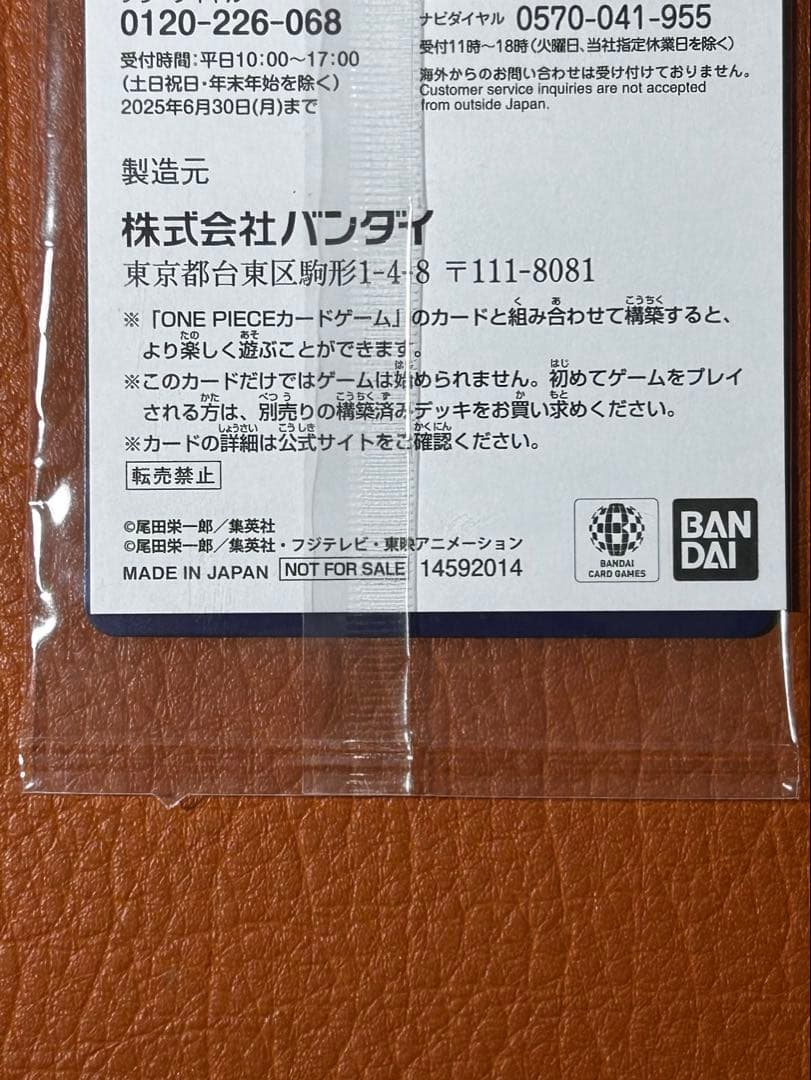 0120-226-068
受付時間:平日10:00〜17:00
(土日祝日・年末年始を除く)
2025年6月30日(月)まで
ナビダイヤル 0570-041-955
受付11時〜18時(火曜日、当社指定休業日を除く)
海外からのお問い合わせは受け付けておりません。
Customer service inquiries are not accepted
from outside Japan.
製造元
株式会社バンダイ
東京都台東区駒形1-4-8 〒111-8081
※「ONE PIECEカードゲーム」のカードと組み合わせて構築すると、
より楽しく遊ぶことができます。
※このカードだけではゲームは始められません。初めてゲームをプレイ
される方は、別売りの構築済みデッキをお買い求めください。
※カードの詳細は公式サイトをご確認ください。
転売禁止
©尾田栄一郎/集英社
©尾田栄一郎/集英社・フジテレビ・東映アニメーション
MADE IN JAPAN NOT FOR SALE 14592014
BANDAI
CARD GAMES
BAN
DAI